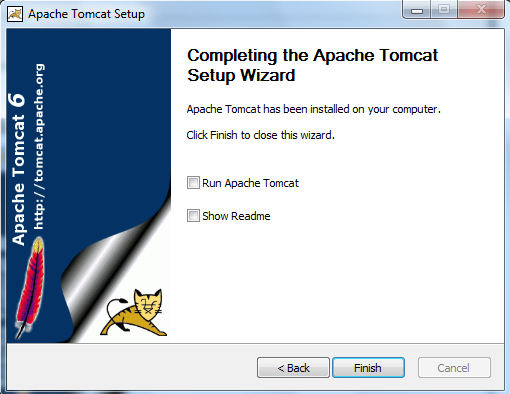 Apache Tomcat Setup
Apache Tomcat 6
http://tomcat.apache.org
Completing the Apache Tomcat
Setup Wizard
Apache Tomcat has been installed on your computer.
Click Finish to close this wizard.
Run Apache Tomcat
Show Readme
< Back
Finish
Cancel